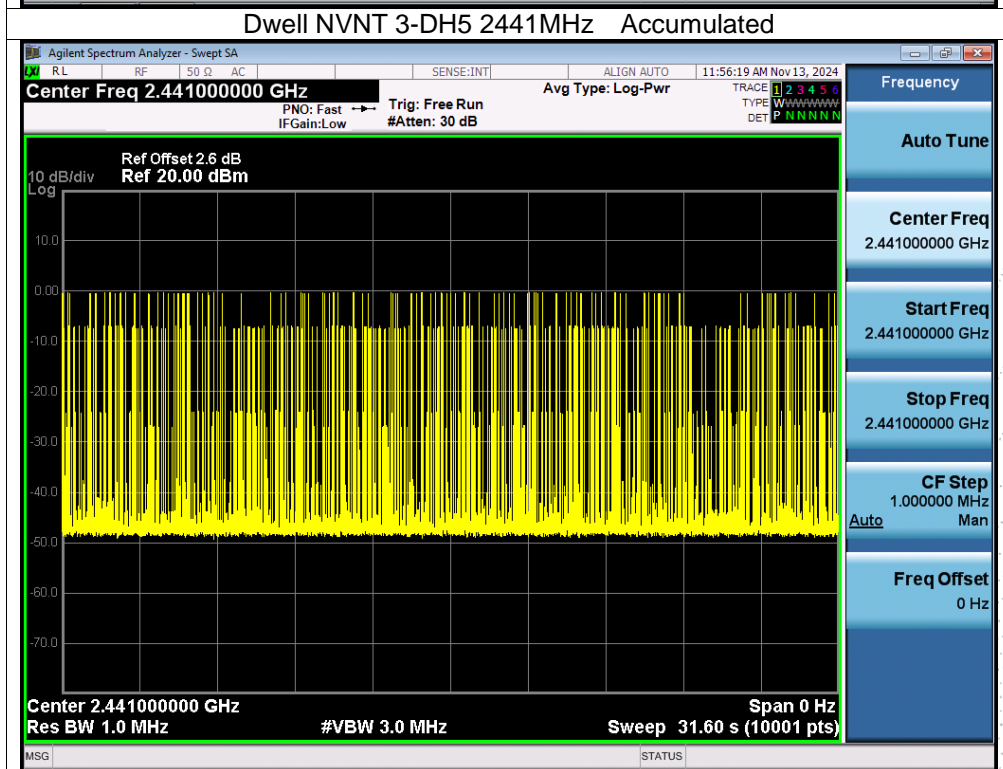 Dwell NVNT 3-DH5 2441MHz Accumulated
Agilent Spectrum Analyzer - Swept SA
LXI RL RF 50 Ω AC SENSE:INT ALIGN AUTO 11:56:19 AM Nov 13, 2024
Center Freq 2.441000000 GHz Avg Type: Log-Pwr TRACE 1 2 3 4 5 6
PNO: Fast Trig: Free Run TYPE WWWWWWW
IFGain:Low #Atten: 30 dB DET P N N N N N
Frequency
Auto Tune
Center Freq
2.441000000 GHz
Start Freq
2.441000000 GHz
Stop Freq
2.441000000 GHz
CF Step
1.000000 MHz
Auto Man
Freq Offset
0 Hz
Ref Offset 2.6 dB
10 dB/div Ref 20.00 dBm
Log
10.0
0.00
-10.0
-20.0
-30.0
-40.0
-50.0
-60.0
-70.0
Center 2.441000000 GHz Span 0 Hz
Res BW 1.0 MHz #VBW 3.0 MHz Sweep 31.60 s (10001 pts)
MSG STATUS